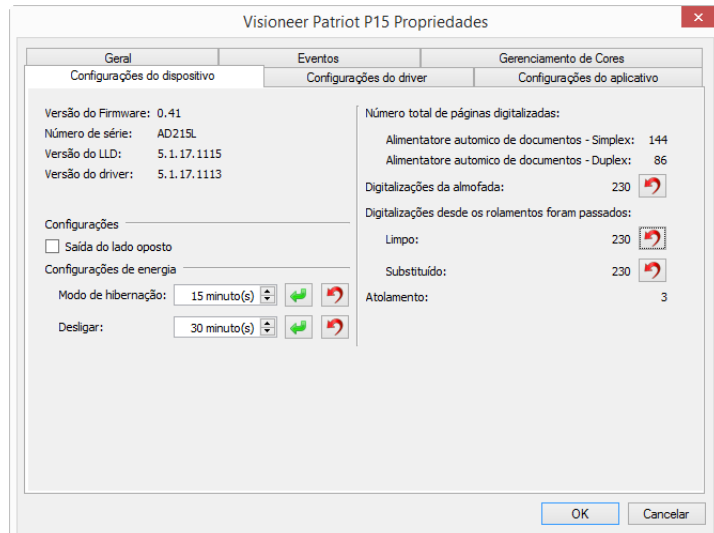 Visioneer Patriot P15 Propriedades
Geral Eventos Gerenciamento de Cores
Configurações do dispositivo Configurações do driver Configurações do aplicativo
Versão do Firmware: 0.41
Número de série: AD215L
Versão do LLD: 5.1.17.1115
Versão do driver: 5.1.17.1113
Configurações
Saída do lado oposto
Configurações de energia
Modo de hibernação: 15 minuto(s)
Desligar: 30 minuto(s)
Número total de páginas digitalizadas:
Alimentatore automico de documentos - Simplex: 144
Alimentatore automico de documentos - Duplex: 86
Digitalizações da almofada: 230
Digitalizações desde os rolamentos foram passados:
Limpo: 230
Substituído: 230
Atolamento: 3
OK Cancelar